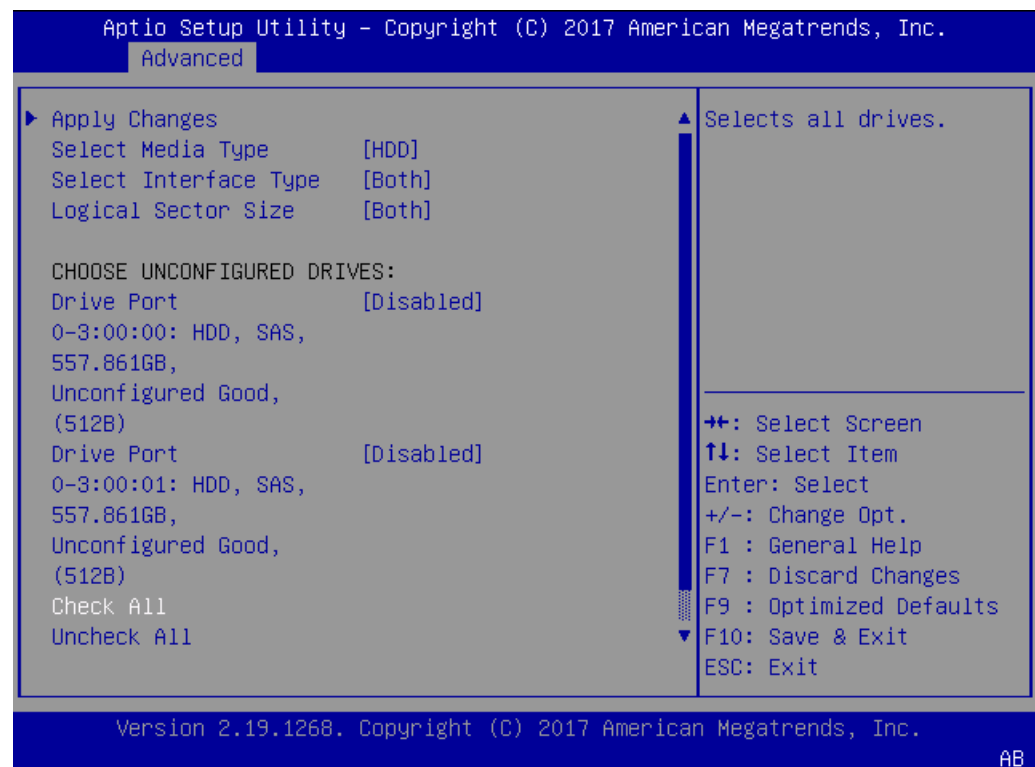 Aptio Setup Utility – Copyright (C) 2017 American Megatrends, Inc.
Advanced
Apply Changes
Select Media Type [HDD]
Select Interface Type [Both]
Logical Sector Size [Both]
CHOOSE UNCONFIGURED DRIVES:
Drive Port [Disabled]
0-3:00:00: HDD, SAS,
557.861GB,
Unconfigured Good,
(512B)
Drive Port [Disabled]
0-3:00:01: HDD, SAS,
557.861GB,
Unconfigured Good,
(512B)
Check All
Uncheck All
Selects all drives.
→←: Select Screen
↑↓: Select Item
Enter: Select
+/-: Change Opt.
F1 : General Help
F7 : Discard Changes
F9 : Optimized Defaults
F10: Save & Exit
ESC: Exit
Version 2.19.1268. Copyright (C) 2017 American Megatrends, Inc.
AB